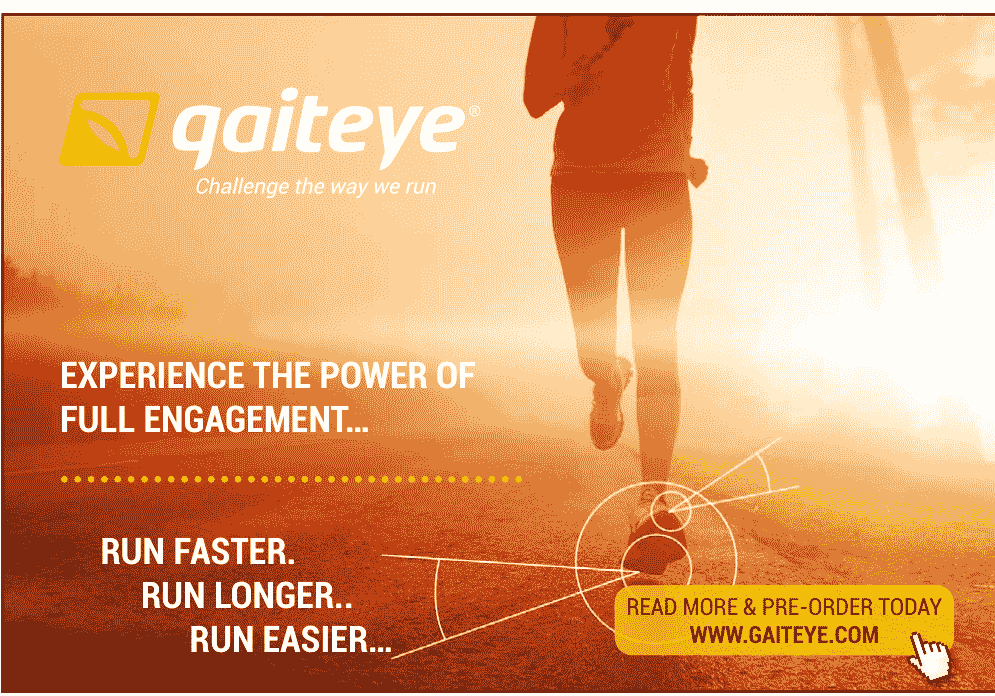 gaiteye®
Challenge the way we run
EXPERIENCE THE POWER OF
FULL ENGAGEMENT...
RUN FASTER.
RUN LONGER..
RUN EASIER...
READ MORE & PRE-ORDER TODAY
WWW.GAITEYE.COM